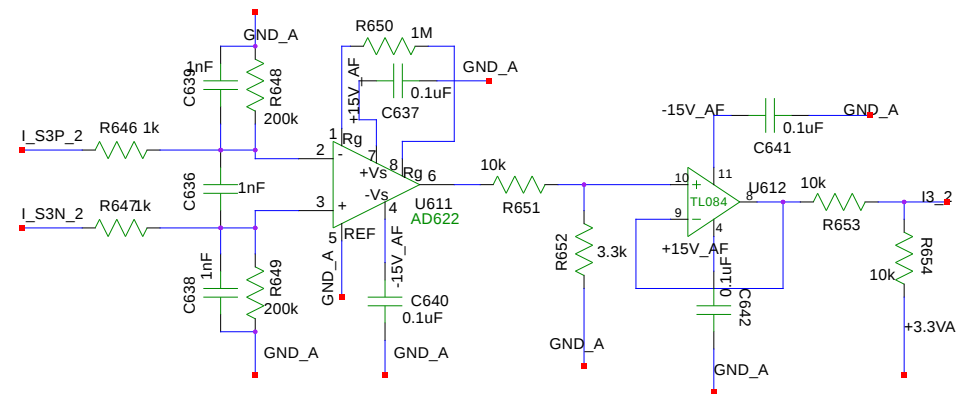 GND_A
R650
1M
1nF
C639
R648
200k
+15V_AF
GND_A
0.1uF
C637
-15V_AF
GND_A
0.1uF
C641
I_S3P_2
R646 1k
1
Rg
2
-
7
+Vs
8
Rg
6
10k
R651
C636
1nF
I_S3N_2
R647
1k
3
+
-Vs
4
U611
AD622
5
REF
10
+
11
TL084
8
U612
9
-
4
+15V_AF
10k
R653
I3_2
1nF
C638
R649
200k
GND_A
GND_A
-15V_AF
C640
0.1uF
GND_A
R652
3.3k
GND_A
0.1uF
C642
GND_A
R654
10k
+3.3VA